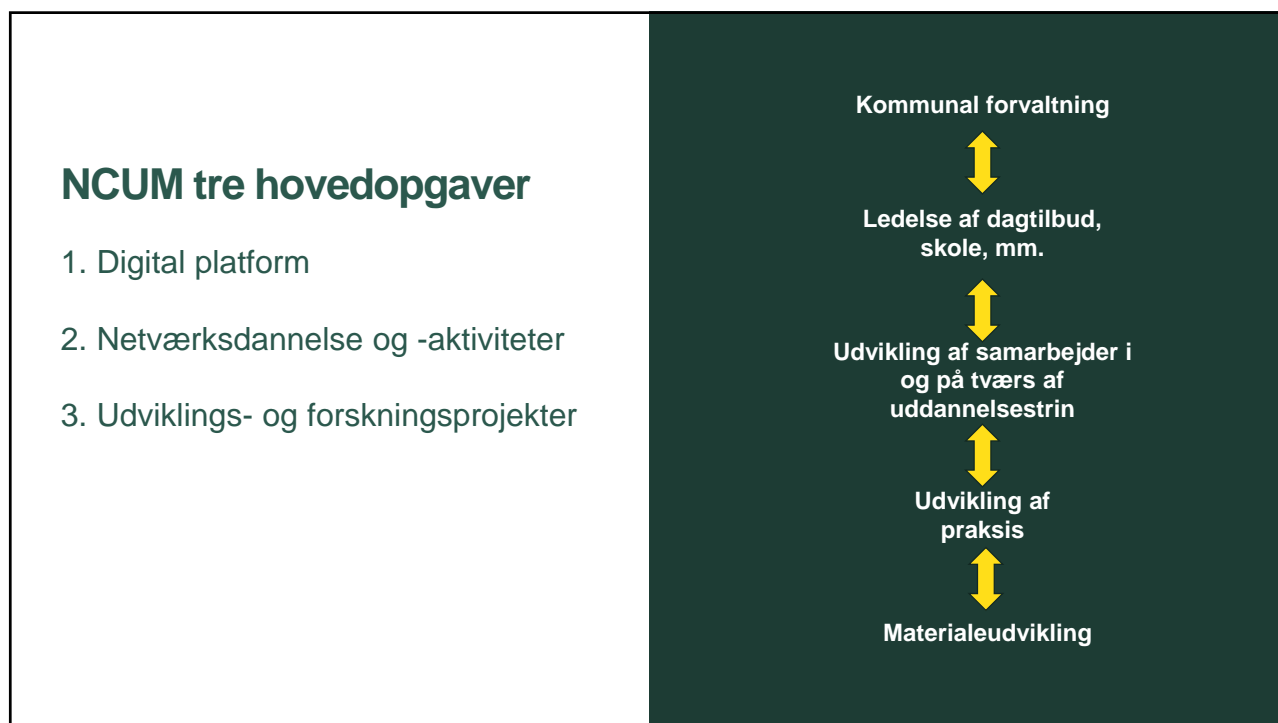 NCUM tre hovedopgaver
1. Digital platform
2. Netværksdannelse og -aktiviteter
3. Udviklings- og forskningsprojekter
Kommunal forvaltning
Ledelse af dagtilbud,
skole, mm.
Udvikling af samarbejder i
og på tværs af
uddannelsestrin
Udvikling af
praksis
Materialeudvikling